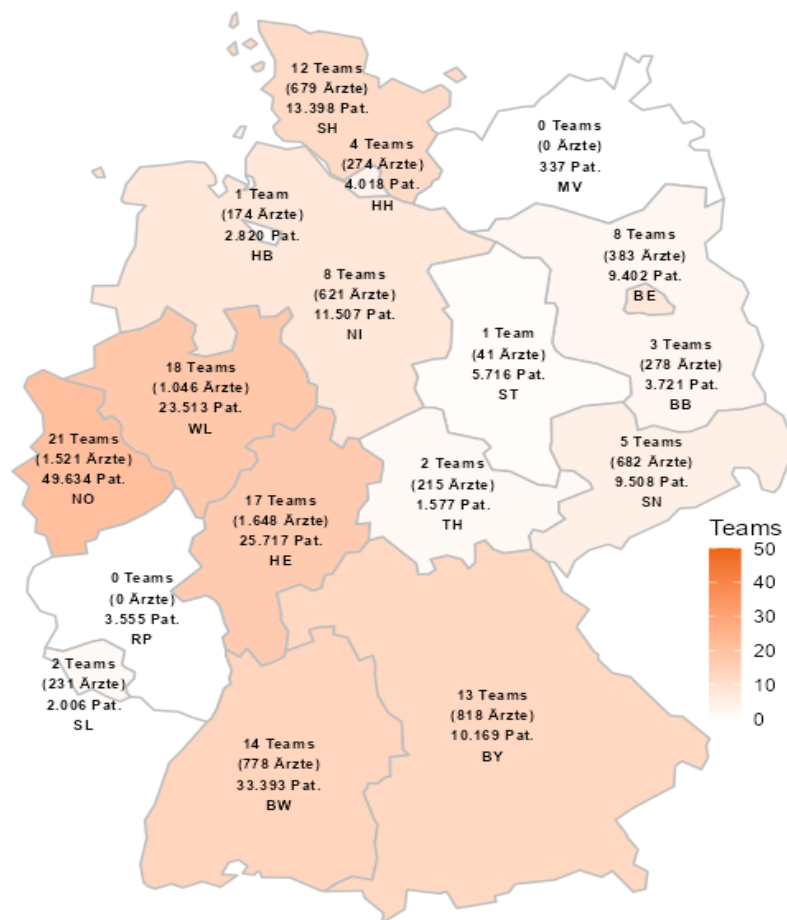 12 Teams
(679 Ärzte)
13.398 Pat.
SH
4 Teams
(274 Ärzte)
4.018 Pat.
HH
0 Teams
(0 Ärzte)
337 Pat.
MV
1 Team
(174 Ärzte)
2.820 Pat.
HB
8 Teams
(621 Ärzte)
11.507 Pat.
NI
8 Teams
(383 Ärzte)
9.402 Pat.
BE
1 Team
(41 Ärzte)
5.716 Pat.
ST
3 Teams
(278 Ärzte)
3.721 Pat.
BB
18 Teams
(1.046 Ärzte)
23.513 Pat.
WL
21 Teams
(1.521 Ärzte)
49.634 Pat.
NO
17 Teams
(1.648 Ärzte)
25.717 Pat.
HE
2 Teams
(215 Ärzte)
1.577 Pat.
TH
5 Teams
(682 Ärzte)
9.508 Pat.
SN
0 Teams
(0 Ärzte)
3.555 Pat.
RP
2 Teams
(231 Ärzte)
2.006 Pat.
SL
14 Teams
(778 Ärzte)
33.393 Pat.
BW
13 Teams
(818 Ärzte)
10.169 Pat.
BY
Teams
50
40
30
20
10
0